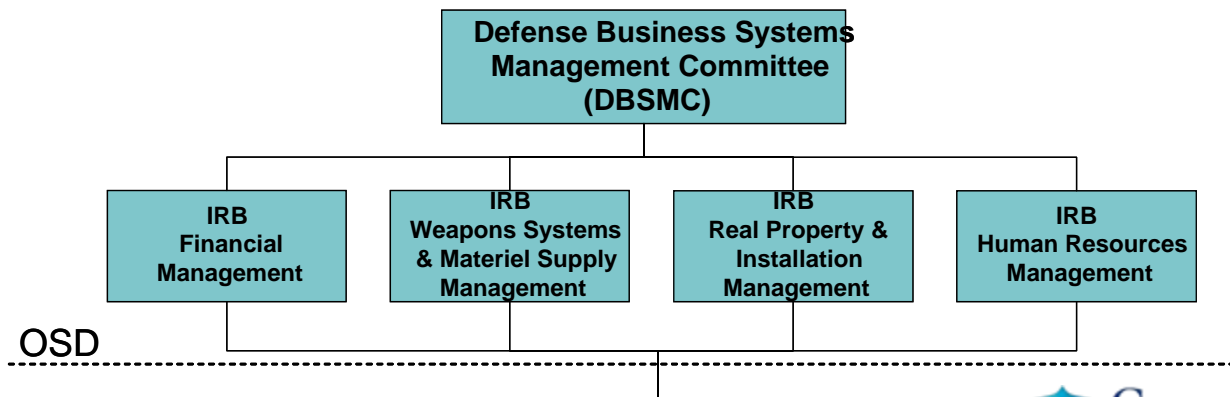 Defense Business Systems
Management Committee
(DBSMC)
IRB
Financial
Management
IRB
Weapons Systems
& Materiel Supply
Management
IRB
Real Property &
Installation
Management
IRB
Human Resources
Management
OSD